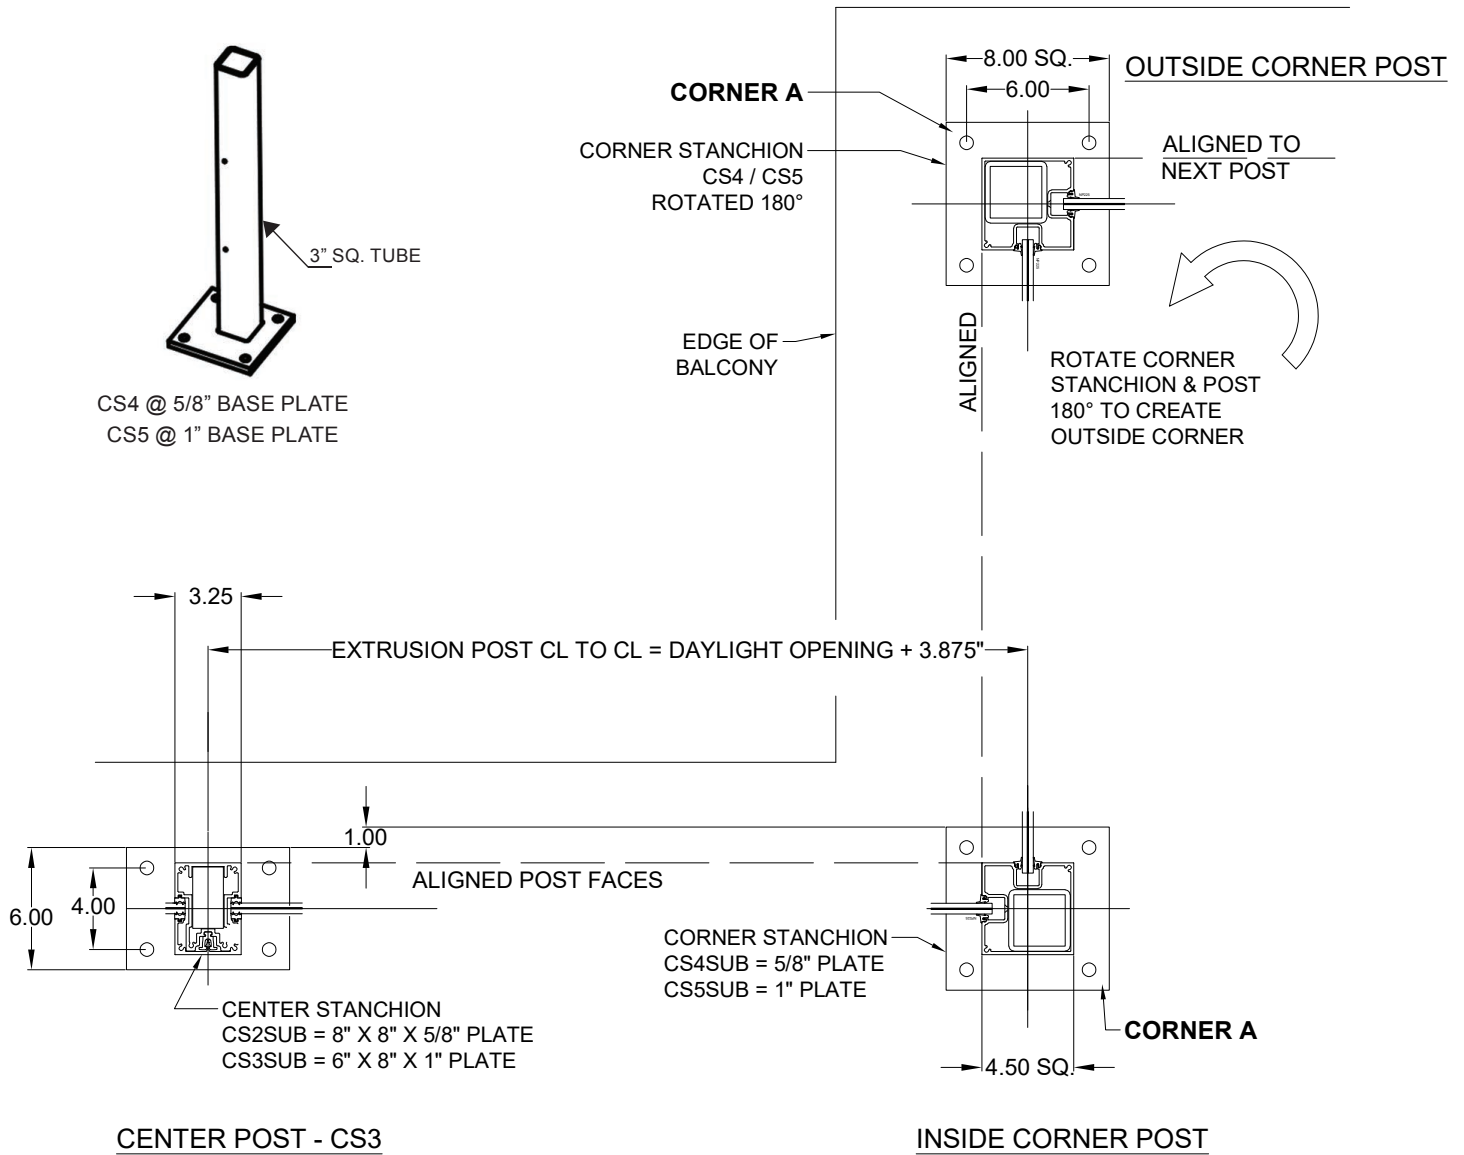 8.00 SQ.
OUTSIDE CORNER POST
6.00
CORNER A
CORNER STANCHION
CS4 / CS5
ROTATED 180°
ALIGNED TO
NEXT POST
3" SQ. TUBE
CS4 @ 5/8” BASE PLATE
CS5 @ 1” BASE PLATE
EDGE OF
BALCONY
ALIGNED
ROTATE CORNER
STANCHION & POST
180° TO CREATE
OUTSIDE CORNER
3.25
EXTRUSION POST CL TO CL = DAYLIGHT OPENING + 3.875"
1.00
ALIGNED POST FACES
6.00
4.00
CENTER STANCHION
CS2SUB = 8" X 8" X 5/8" PLATE
CS3SUB = 6" X 8" X 1" PLATE
CORNER STANCHION
CS4SUB = 5/8" PLATE
CS5SUB = 1" PLATE
CORNER A
4.50 SQ.
CENTER POST - CS3
INSIDE CORNER POST